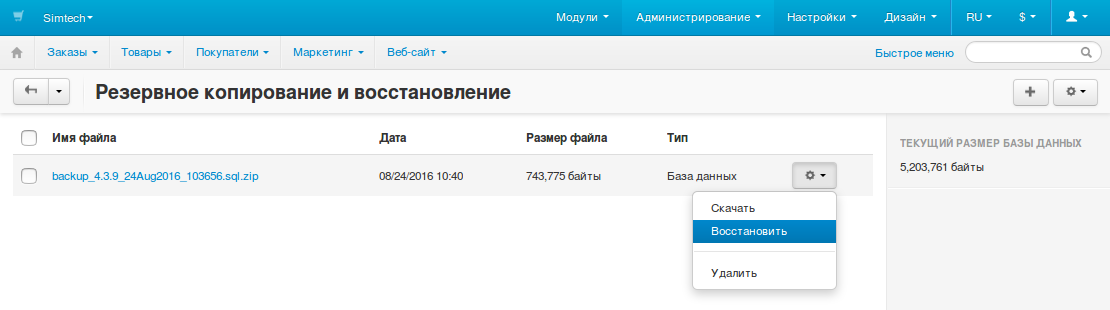 Simtech Модули Администрирование Настройки Дизайн RU $
Заказы Товары Покупатели Маркетинг Веб-сайт Быстрое меню
Резервное копирование и восстановление
Имя файла Дата Размер файла Тип
backup_4.3.9_24Aug2016_103656.sql.zip 08/24/2016 10:40 743,775 байты База данных
Скачать
Восстановить
Удалить
ТЕКУЩИЙ РАЗМЕР БАЗЫ ДАННЫХ
5,203,761 байты